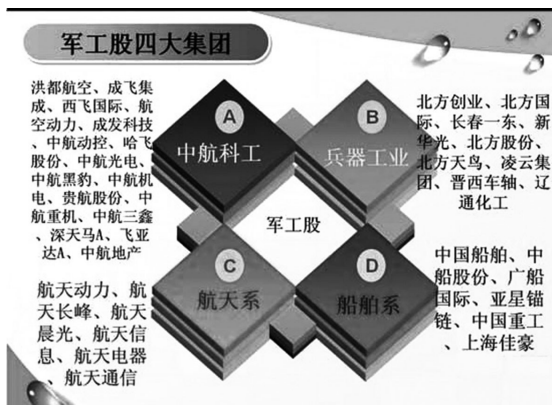 军工股四大集团
洪都航空、成飞集
成、西飞国际、航
空动力、成发科技
、中航动控、哈飞
股份、中航光电、
中航黑豹、中航机
电、贵航股份、中
航重机、中航三鑫
、深天马A、飞亚
达A、中航地产
A
中航科工
B
兵器工业
北方创业、北方国
际、长春一东、新
华光、北方股份、
北方天鸟、凌云集
团、晋西车轴、辽
通化工
军工股
C
航天系
D
船舶系
航天动力、航
天长峰、航天
晨光、航天信
息、航天电器
、航天通信
中国船舶、中
船股份、广船
国际、亚星锚
链、中国重工
、上海佳豪